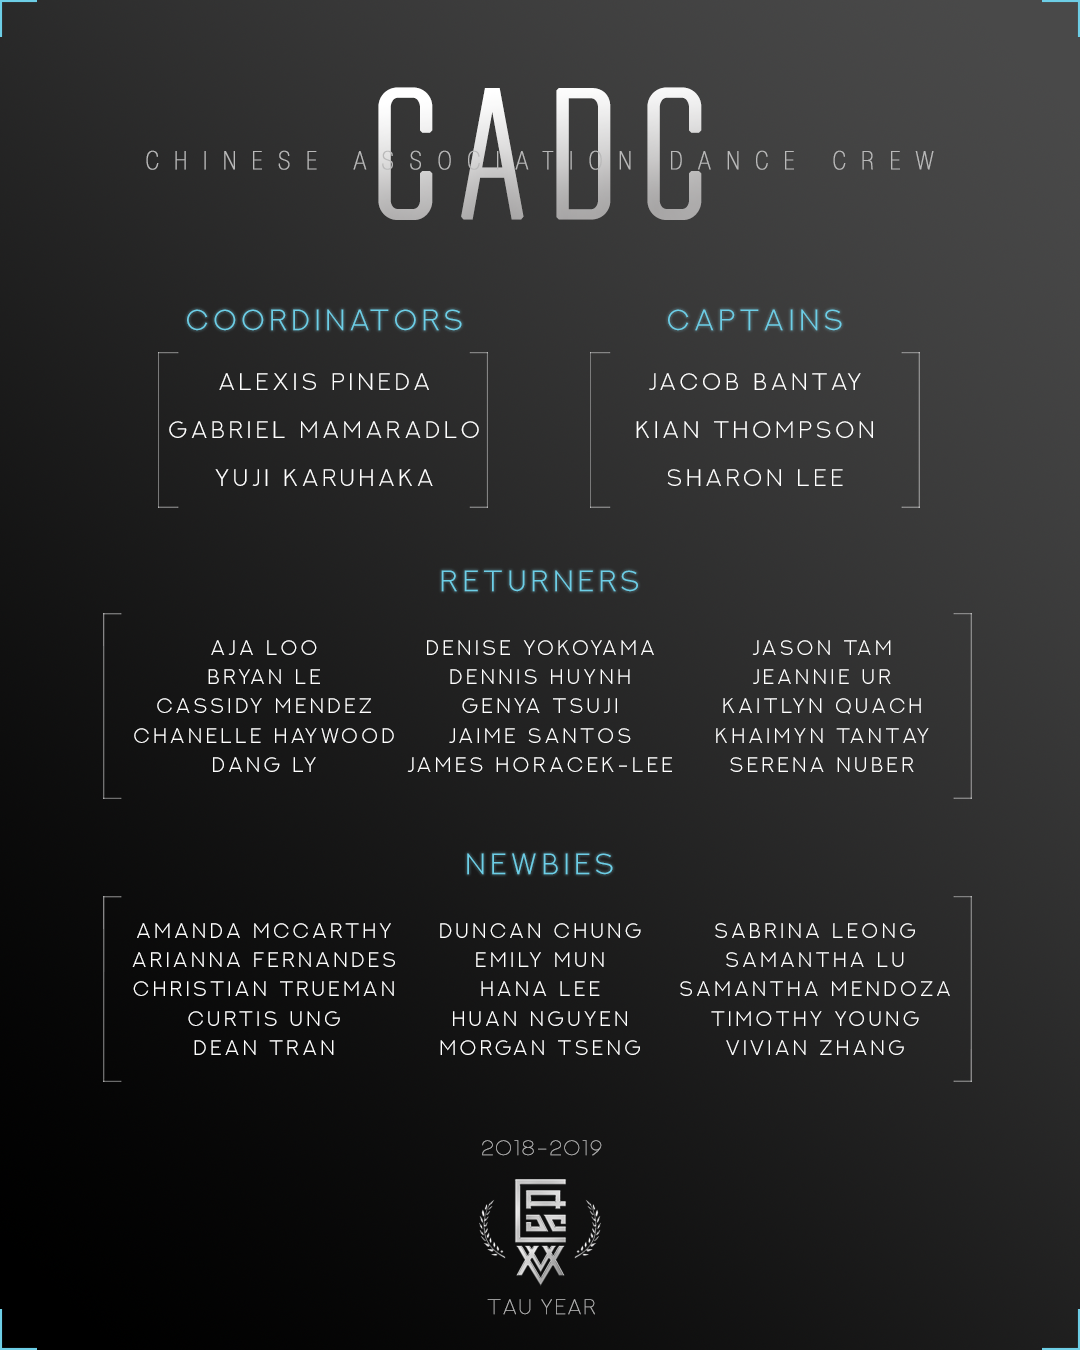 CADC
CHINESE ASSOCIATION DANCE CREW
COORDINATORS
ALEXIS PINEDA
GABRIEL MAMARADLO
YUJI KARUHAKA
CAPTAINS
JACOB BANTAY
KIAN THOMPSON
SHARON LEE
RETURNERS
AJA LOO
BRYAN LE
CASSIDY MENDEZ
CHANELLE HAYWOOD
DANG LY
DENISE YOKOYAMA
DENNIS HUYNH
GENYA TSUJI
JAIME SANTOS
JAMES HORACEK-LEE
JASON TAM
JEANNIE UR
KAITLYN QUACH
KHAIMYN TANTAY
SERENA NUBER
NEWBIES
AMANDA MCCARTHY
ARIANNA FERNANDES
CHRISTIAN TRUEMAN
CURTIS UNG
DEAN TRAN
DUNCAN CHUNG
EMILY MUN
HANA LEE
HUAN NGUYEN
MORGAN TSENG
SABRINA LEONG
SAMANTHA LU
SAMANTHA MENDOZA
TIMOTHY YOUNG
VIVIAN ZHANG
2018-2019
CADC
XVX
TAU YEAR